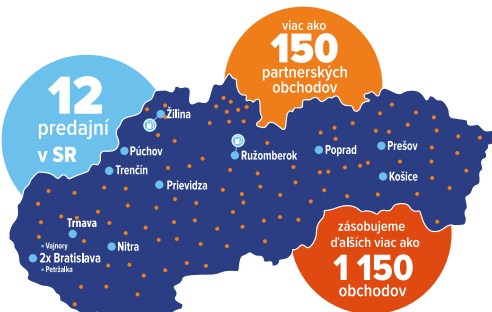 12
predajní
v SR
viac ako
150
partnerských
obchodov
Žilina
Púchov
Ružomberok
Poprad
Prešov
Trenčín
Prievidza
Košice
Trnava
• Vajnory
2x Bratislava
• Petržalka
Nitra
zásobujeme
ďalších viac ako
1 150
obchodov